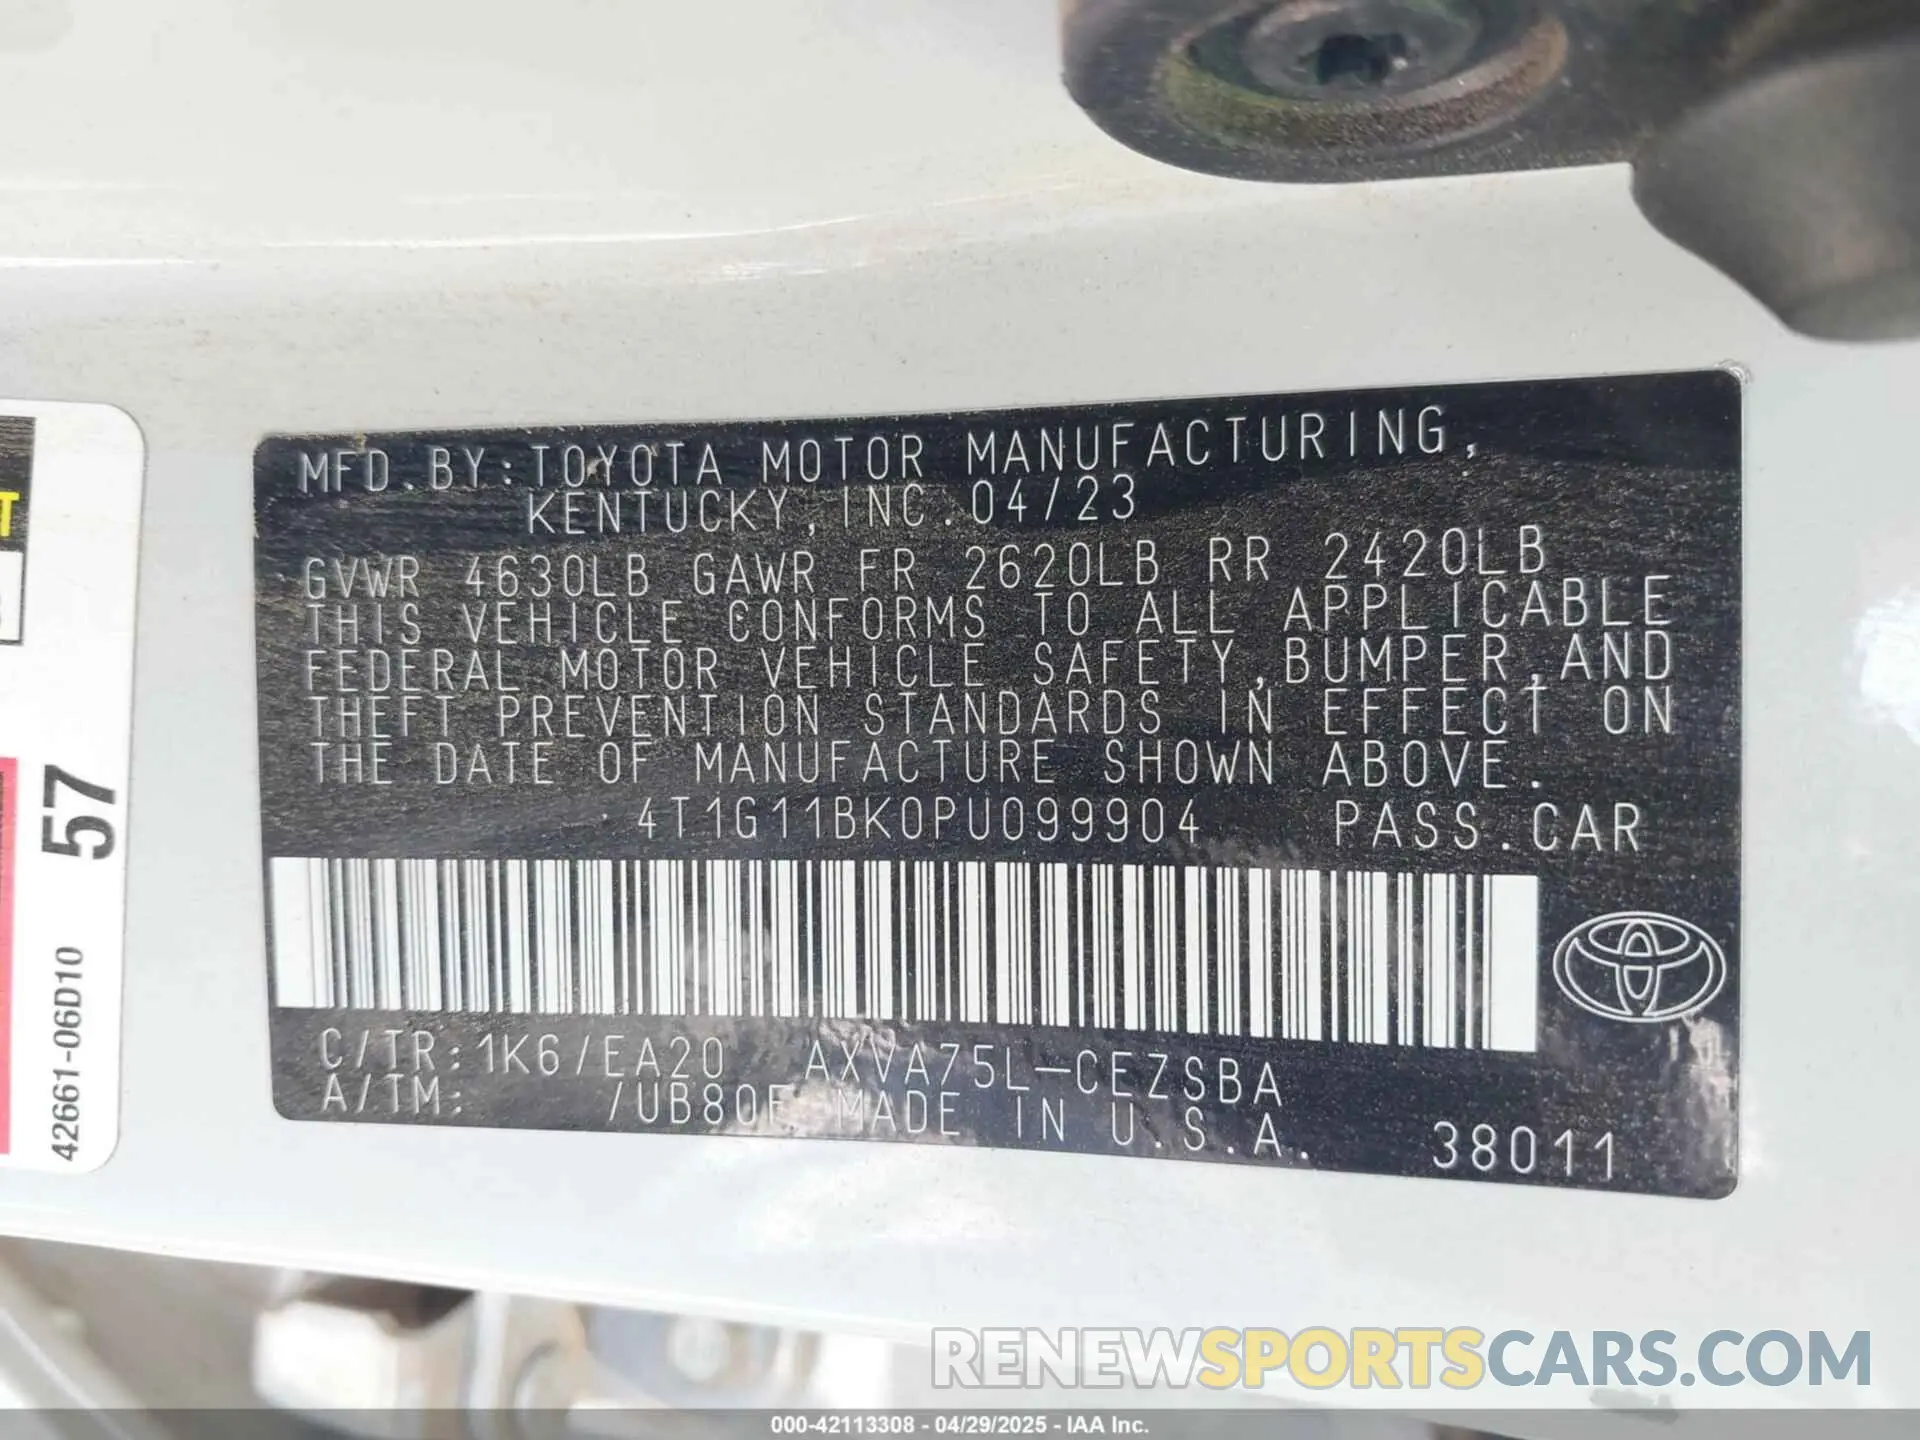 MFD.BY:TOYOTA MOTOR MANUFACTURING,
KENTUCKY, INC. 04/23
GVWR 4630LB GAWR FR 2620LB RR 2420LB
THIS VEHICLE CONFORMS TO ALL APPLICABLE
FEDERAL MOTOR VEHICLE SAFETY,BUMPER,AND
THEFT PREVENTION STANDARDS IN EFFECT ON
THE DATE OF MANUFACTURE SHOWN ABOVE.
4T1G11BK0PU099904 PASS.CAR
C/TR:1K6/EA20 AXVA75L-CEZSBA
A/TM: /UB80E MADE IN U.S.A. 38011
57
42661-06D10
RENEWSPORTSCARS.COM
000-42113308 - 04/29/2025 - IAA Inc.